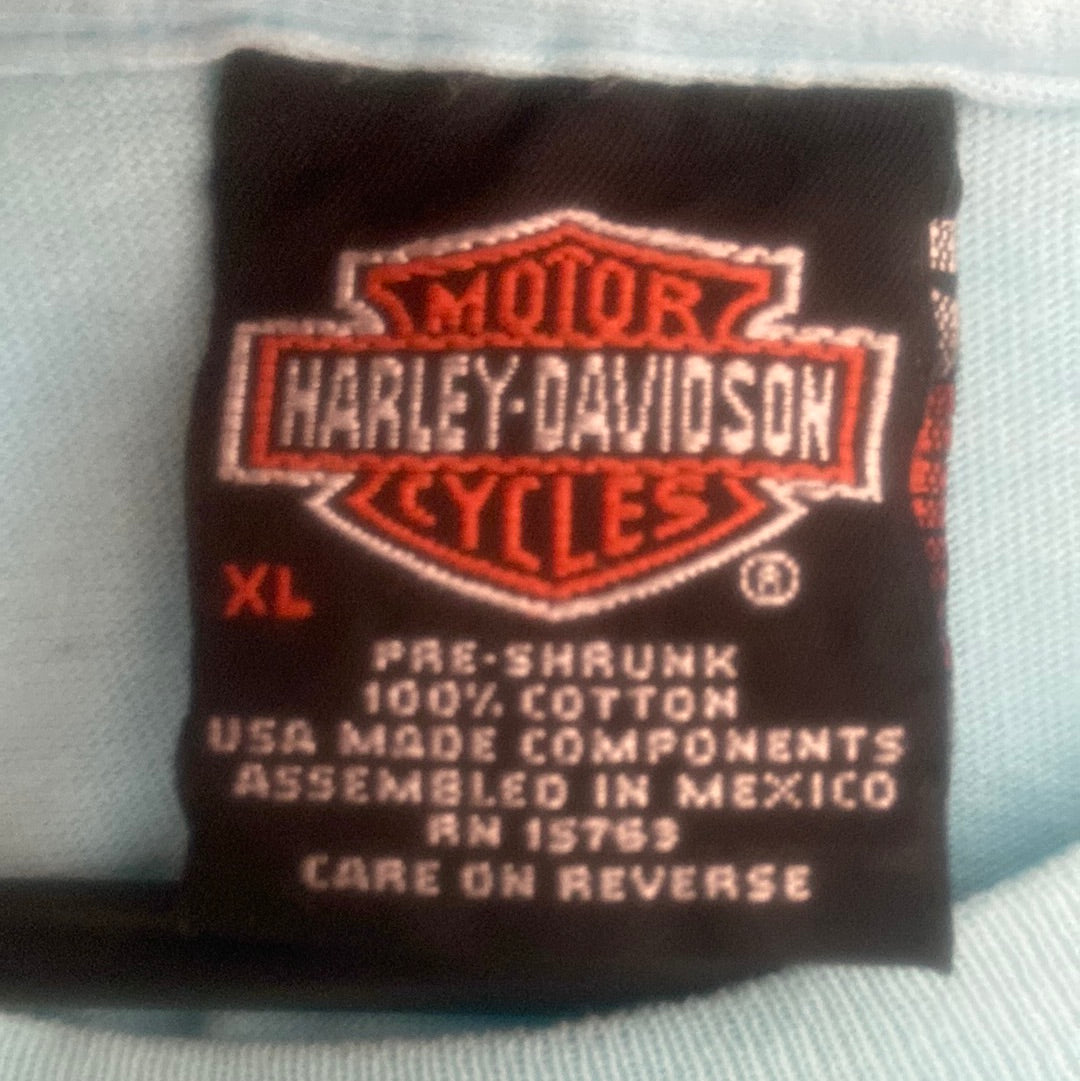 MOTOR
HARLEY-DAVIDSON
CYCLES
®
XL
PRE-SHRUNK
100% COTTON
USA MADE COMPONENTS
ASSEMBLED IN MEXICO
RN 15763
CARE ON REVERSE